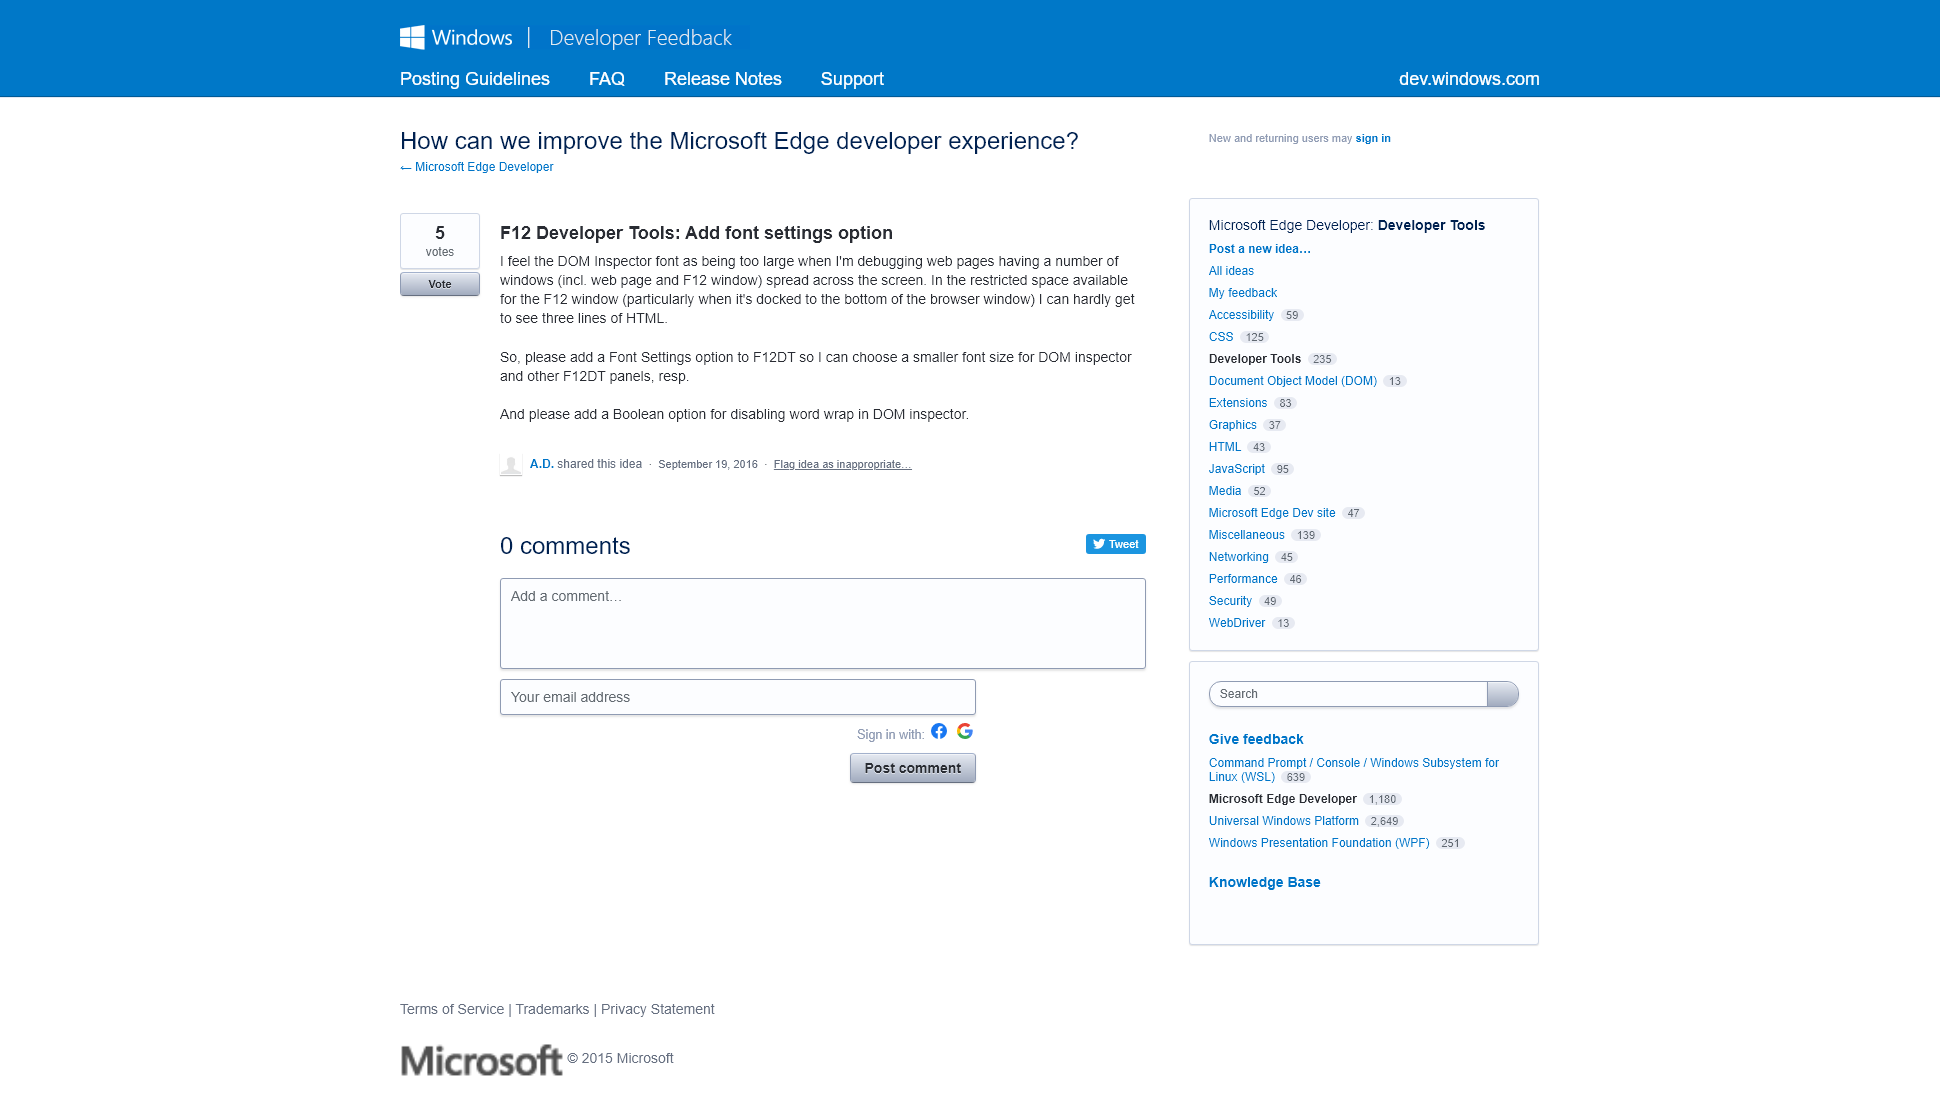 Windows | Developer Feedback
Posting Guidelines FAQ Release Notes Support dev.windows.com
How can we improve the Microsoft Edge developer experience?
← Microsoft Edge Developer
New and returning users may sign in
5
votes
Vote
F12 Developer Tools: Add font settings option
I feel the DOM Inspector font as being too large when I'm debugging web pages having a number of
windows (incl. web page and F12 window) spread across the screen. In the restricted space available
for the F12 window (particularly when it's docked to the bottom of the browser window) I can hardly get
to see three lines of HTML.
So, please add a Font Settings option to F12DT so I can choose a smaller font size for DOM inspector
and other F12DT panels, resp.
And please add a Boolean option for disabling word wrap in DOM inspector.
A.D. shared this idea · September 19, 2016 · Flag idea as inappropriate…
0 comments
Tweet
Add a comment…
Your email address
Sign in with:
Post comment
Microsoft Edge Developer: Developer Tools
Post a new idea…
All ideas
My feedback
Accessibility 59
CSS 125
Developer Tools 235
Document Object Model (DOM) 13
Extensions 83
Graphics 37
HTML 43
JavaScript 95
Media 52
Microsoft Edge Dev site 47
Miscellaneous 139
Networking 45
Performance 46
Security 49
WebDriver 13
Search
Give feedback
Command Prompt / Console / Windows Subsystem for
Linux (WSL) 639
Microsoft Edge Developer 1,180
Universal Windows Platform 2,649
Windows Presentation Foundation (WPF) 251
Knowledge Base
Terms of Service | Trademarks | Privacy Statement
Microsoft © 2015 Microsoft